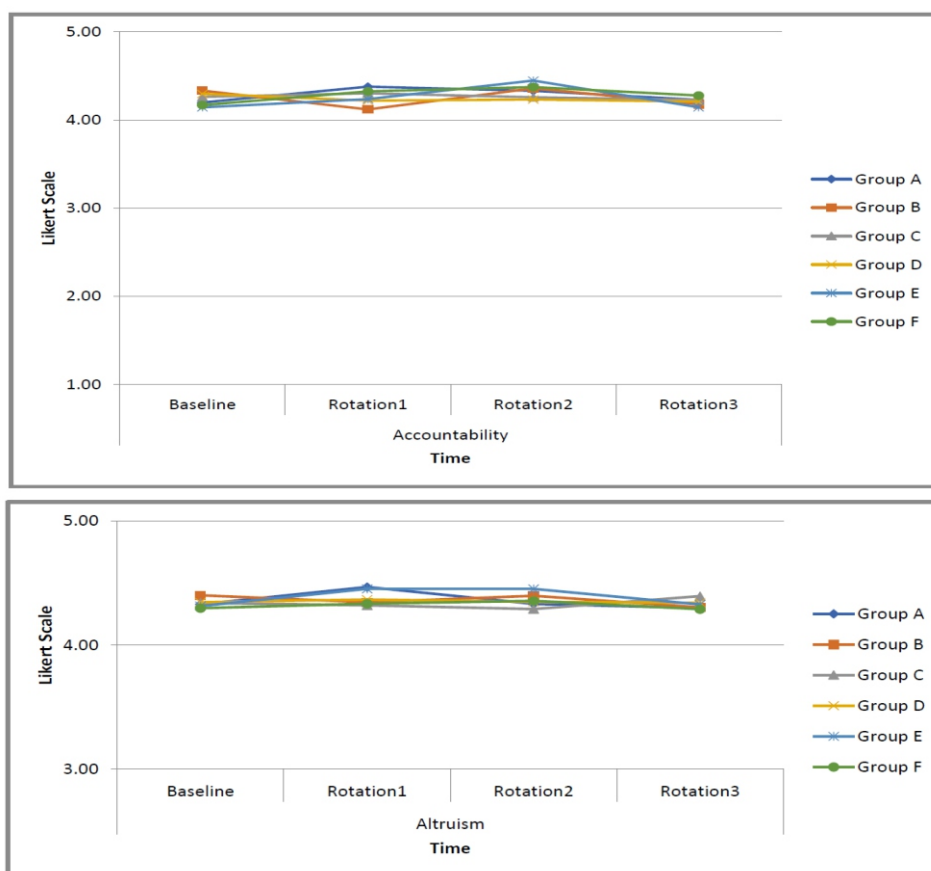 5.00
4.00
3.00
2.00
1.00
Likert Scale
Baseline Rotation1 Rotation2 Rotation3
Accountability
Time
Group A
Group B
Group C
Group D
Group E
Group F
5.00
4.00
3.00
Likert Scale
Baseline Rotation1 Rotation2 Rotation3
Altruism
Time
Group A
Group B
Group C
Group D
Group E
Group F